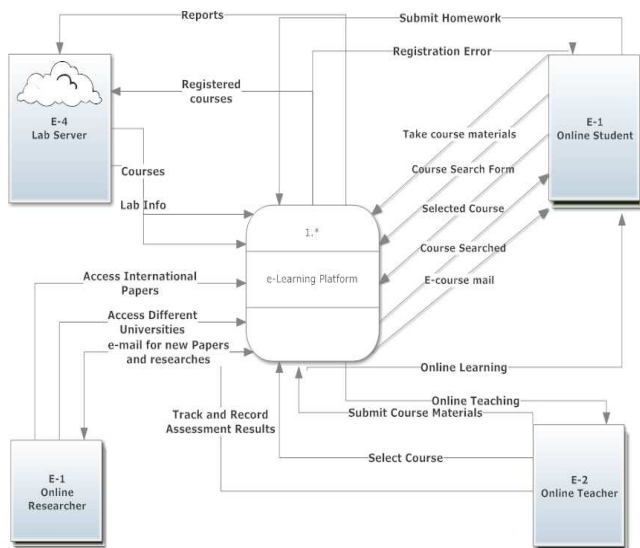 Reports
Submit Homework
Registration Error
Registered
courses
E-4
Lab Server
E-1
Online Student
Take course materials
Courses
Course Search Form
Lab Info
Selected Course
1.*
Course Searched
e-Learning Platform
Access International
Papers
E-course mail
Access Different
Universities
e-mail for new Papers
and researches
Online Learning
Online Teaching
Track and Record
Assessment Results
Submit Course Materials
Select Course
E-1
Online
Researcher
E-2
Online Teacher